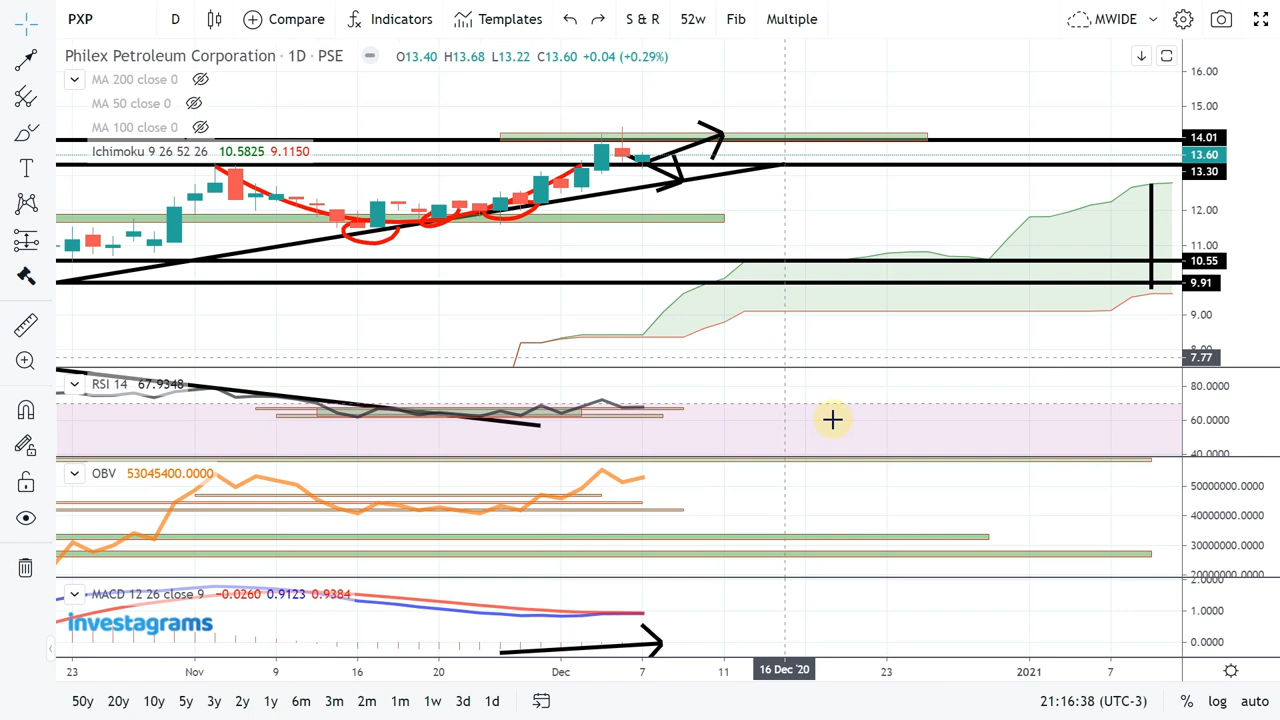 PXP D Compare Indicators Templates S & R 52w Fib Multiple MWIDE
Philex Petroleum Corporation · 1D · PSE O13.40 H13.68 L13.22 C13.60 +0.04 (+0.29%)
MA 200 close 0
MA 50 close 0
MA 100 close 0
Ichimoku 9 26 52 26 10.5825 9.1150
16.00
15.00
14.01
13.60
13.30
12.00
11.00
10.55
9.91
9.00
7.77
RSI 14 67.9348
80.0000
60.0000
40.0000
OBV 53045400.0000
50000000.0000
40000000.0000
30000000.0000
20000000.0000
MACD 12 26 close 9 −0.0260 0.9123 0.9384
2.0000
1.0000
0.0000
investagrams
23 Nov 9 16 20 Dec 7 11 16 Dec '20 23 2021 7
50y 20y 10y 5y 3y 2y 1y 6m 3m 2m 1m 1w 3d 1d 21:16:38 (UTC-3) % log auto